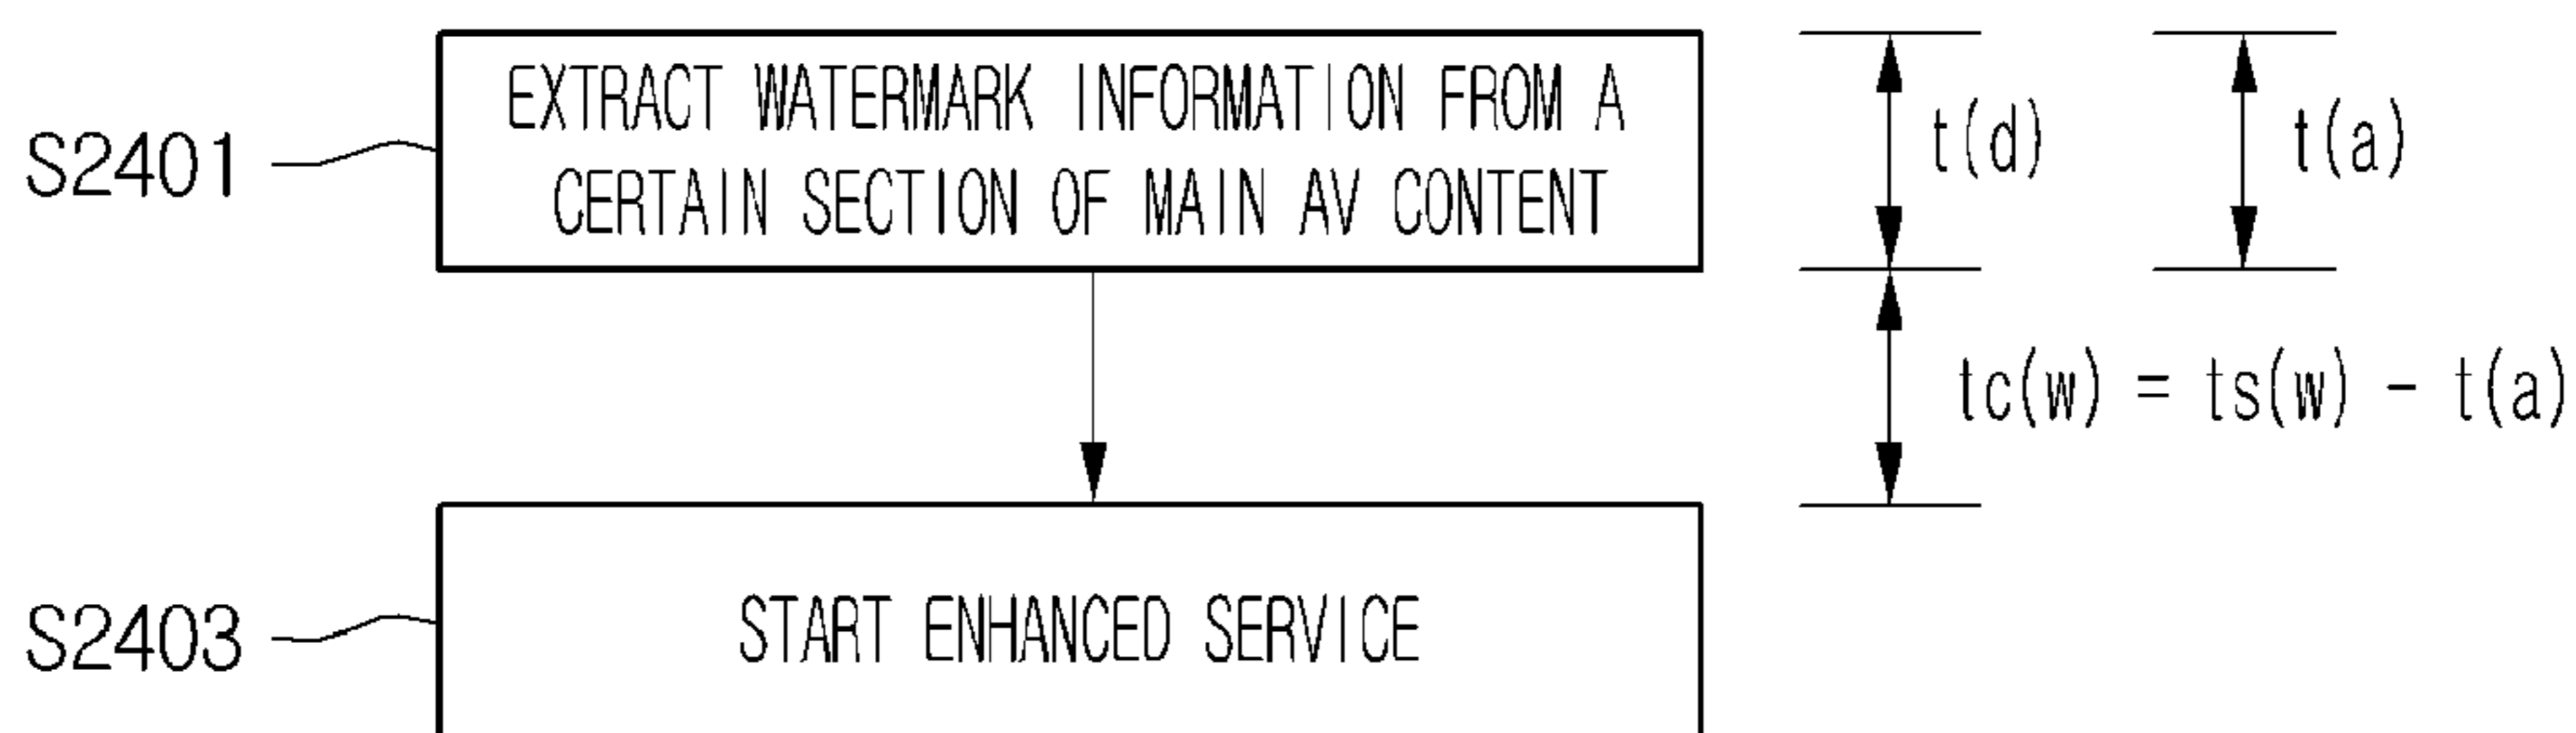 S2401
EXTRACT WATERMARK INFORMATION FROM A
CERTAIN SECTION OF MAIN AV CONTENT
t(d)
t(a)
tc(w) = ts(w) - t(a)
S2403
START ENHANCED SERVICE